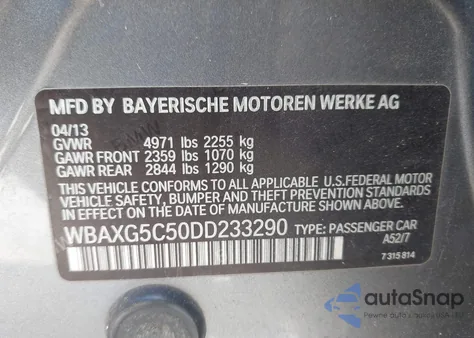 MFD BY BAYERISCHE MOTOREN WERKE AG
04/13
GVWR 4971 lbs 2255 kg
GAWR FRONT 2359 lbs 1070 kg
GAWR REAR 2844 lbs 1290 kg
THIS VEHICLE CONFORMS TO ALL APPLICABLE U.S.FEDERAL MOTOR
VEHICLE SAFETY, BUMPER AND THEFT PREVENTION STANDARDS IN
EFFECT ON THE DATE OF MANUFACTURE SHOWN ABOVE.
WBAXG5C50DD233290 TYPE: PASSENGER CAR
A52/7
7 315 814
autoSnap
Pewne auto's aukcji